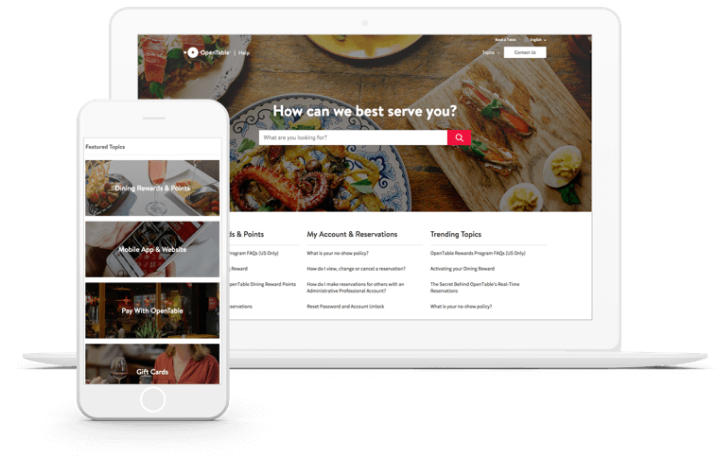 Book a Table
English
OpenTable | Help
Topics
Contact Us
How can we best serve you?
What are you looking for?
ds & Points
rogram FAQs (US Only)
g Reward
penTable Dining Reward Points
servations
My Account & Reservations
What is your no-show policy?
How do I view, change or cancel a reservation?
How do I make reservations for others with an
Administrative Professional Account?
Reset Password and Account Unlock
Trending Topics
OpenTable Rewards Program FAQs (US Only)
Activating your Dining Reward
The Secret Behind OpenTable's Real-Time
Reservations
What is your no-show policy?
Featured Topics
Dining Rewards & Points
Mobile App & Website
Pay With OpenTable
Gift Cards